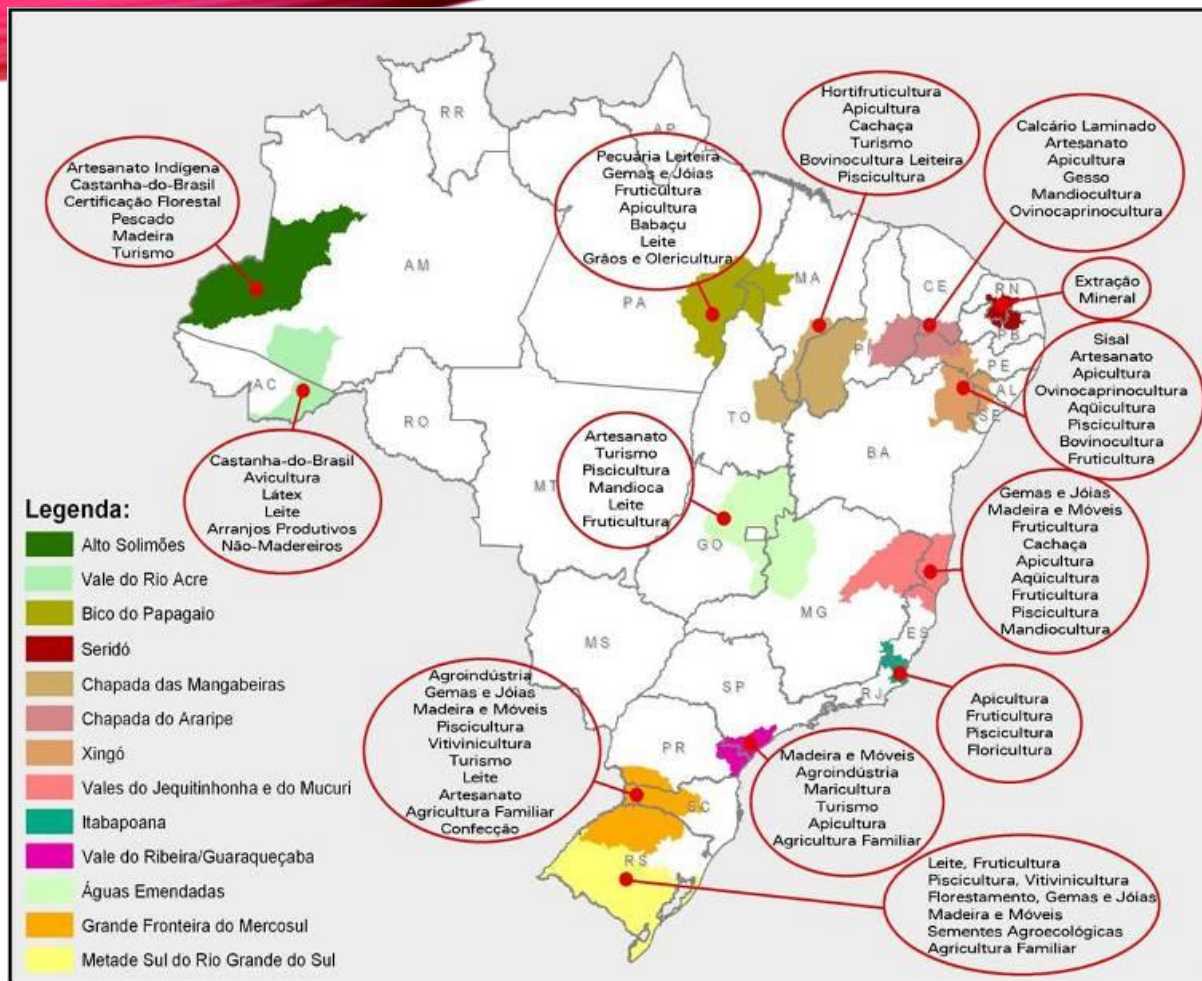 RR
AP
Artesanato Indígena
Castanha-do-Brasil
Certificação Florestal
Pescado
Madeira
Turismo
Pecuária Leiteira
Gemas e Jóias
Fruticultura
Apicultura
Babaçu
Leite
Grãos e Olericultura
Hortifruticultura
Apicultura
Cachaça
Turismo
Bovinocultura Leiteira
Piscicultura
Calcário Laminado
Artesanato
Apicultura
Gesso
Mandiocultura
Ovinocaprinocultura
AM
PA
MA
CE
RN
PB
PI
PE
AL
SE
AC
RO
TO
BA
MT
GO
MG
ES
MS
SP
RJ
PR
SC
RS
Extração
Mineral
Sisal
Artesanato
Apicultura
Ovinocaprinocultura
Aqüicultura
Piscicultura
Bovinocultura
Fruticultura
Castanha-do-Brasil
Avicultura
Látex
Leite
Arranjos Produtivos
Não-Madereiros
Artesanato
Turismo
Piscicultura
Mandioca
Leite
Fruticultura
Gemas e Jóias
Madeira e Móveis
Fruticultura
Cachaça
Apicultura
Aqüicultura
Fruticultura
Piscicultura
Mandiocultura
Agroindústria
Gemas e Jóias
Madeira e Móveis
Piscicultura
Vitivinicultura
Turismo
Leite
Artesanato
Agricultura Familiar
Confecção
Madeira e Móveis
Agroindústria
Maricultura
Turismo
Apicultura
Agricultura Familiar
Apicultura
Fruticultura
Piscicultura
Floricultura
Leite, Fruticultura
Piscicultura, Vitivinicultura
Florestamento, Gemas e Jóias
Madeira e Móveis
Sementes Agroecológicas
Agricultura Familiar
Legenda:
Alto Solimões
Vale do Rio Acre
Bico do Papagaio
Seridó
Chapada das Mangabeiras
Chapada do Araripe
Xingó
Vales do Jequitinhonha e do Mucuri
Itabapoana
Vale do Ribeira/Guaraqueçaba
Águas Emendadas
Grande Fronteira do Mercosul
Metade Sul do Rio Grande do Sul